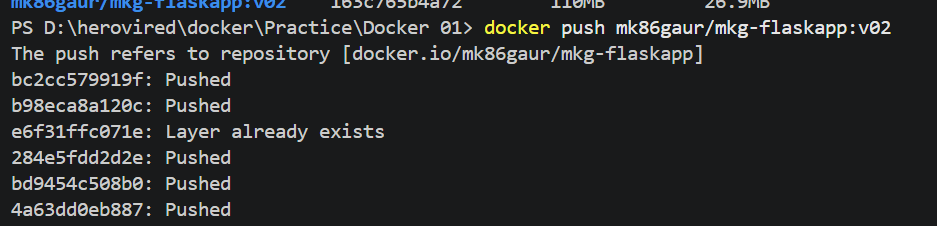 mk86gaur/mkg-flaskapp:v02 163c765b4a72 110MB 26.9MB
PS D:\herovired\docker\Practice\Docker 01> docker push mk86gaur/mkg-flaskapp:v02
The push refers to repository [docker.io/mk86gaur/mkg-flaskapp]
bc2cc579919f: Pushed
b98eca8a120c: Pushed
e6f31ffc071e: Layer already exists
284e5fdd2d2e: Pushed
bd9454c508b0: Pushed
4a63dd0eb887: Pushed